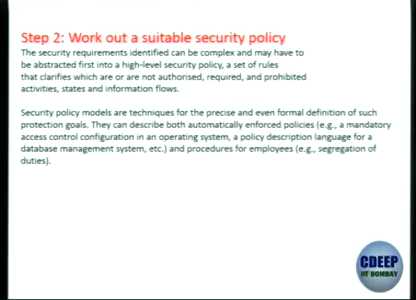 Step 2: Work out a suitable security policy
The security requirements identified can be complex and may have to
be abstracted first into a high-level security policy, a set of rules
that clarifies which are or are not authorised, required, and prohibited
activities, states and information flows.
Security policy models are techniques for the precise and even formal definition of such
protection goals. They can describe both automatically enforced policies (e.g., a mandatory
access control configuration in an operating system, a policy description language for a
database management system, etc.) and procedures for employees (e.g., segregation of
duties).
CDEEP
IIT BOMBAY